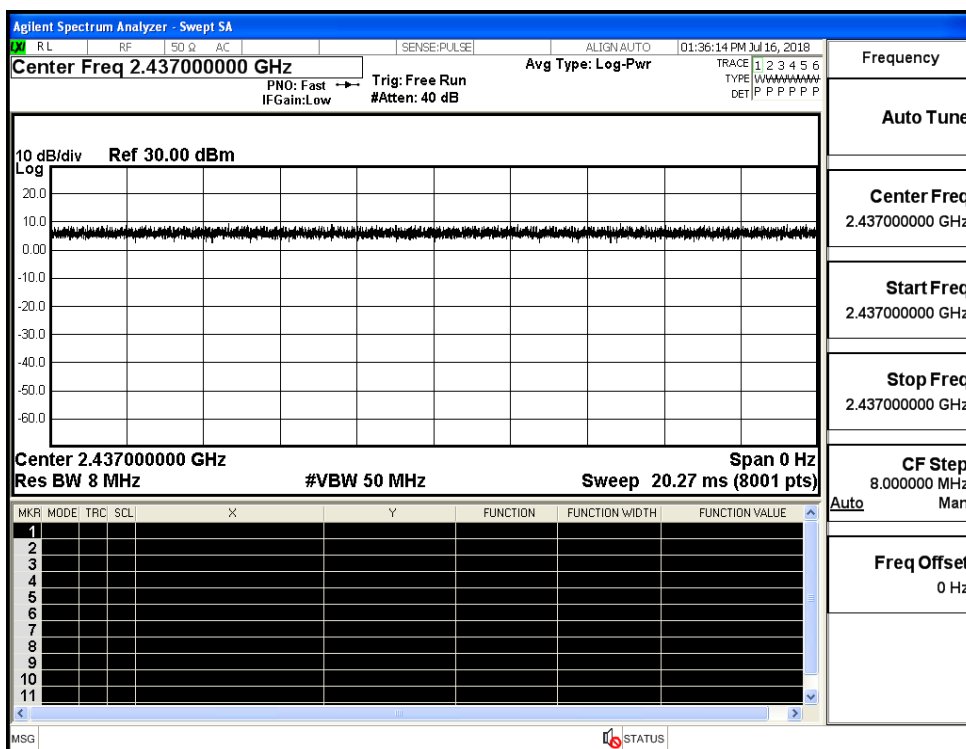 Agilent Spectrum Analyzer - Swept SA
LXI RL RF 50 Ω AC SENSE:PULSE ALIGN AUTO 01:36:14 PM Jul 16, 2018
Center Freq 2.437000000 GHz
PNO: Fast
IFGain:Low
Trig: Free Run
#Atten: 40 dB
Avg Type: Log-Pwr
TRACE 1 2 3 4 5 6
TYPE WWWWWW
DET P P P P P P
10 dB/div Ref 30.00 dBm
Log
20.0
10.0
0.00
-10.0
-20.0
-30.0
-40.0
-50.0
-60.0
Center 2.437000000 GHz Span 0 Hz
Res BW 8 MHz #VBW 50 MHz Sweep 20.27 ms (8001 pts)
MKR MODE TRC SCL X Y FUNCTION FUNCTION WIDTH FUNCTION VALUE
1
2
3
4
5
6
7
8
9
10
11
MSG STATUS
Frequency
Auto Tune
Center Freq
2.437000000 GHz
Start Freq
2.437000000 GHz
Stop Freq
2.437000000 GHz
CF Step
8.000000 MHz
Auto Man
Freq Offset
0 Hz